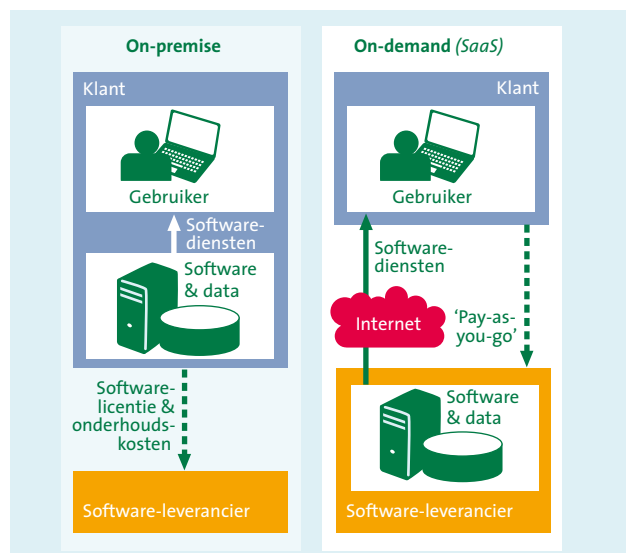 On-premise
Klant
Gebruiker
Software-
diensten
Software
& data
Software-
licentie &
onderhouds-
kosten
Software-leverancier
On-demand (SaaS)
Klant
Gebruiker
Software-
diensten
Internet
‘Pay-as-
you-go’
Software
& data
Software-leverancier